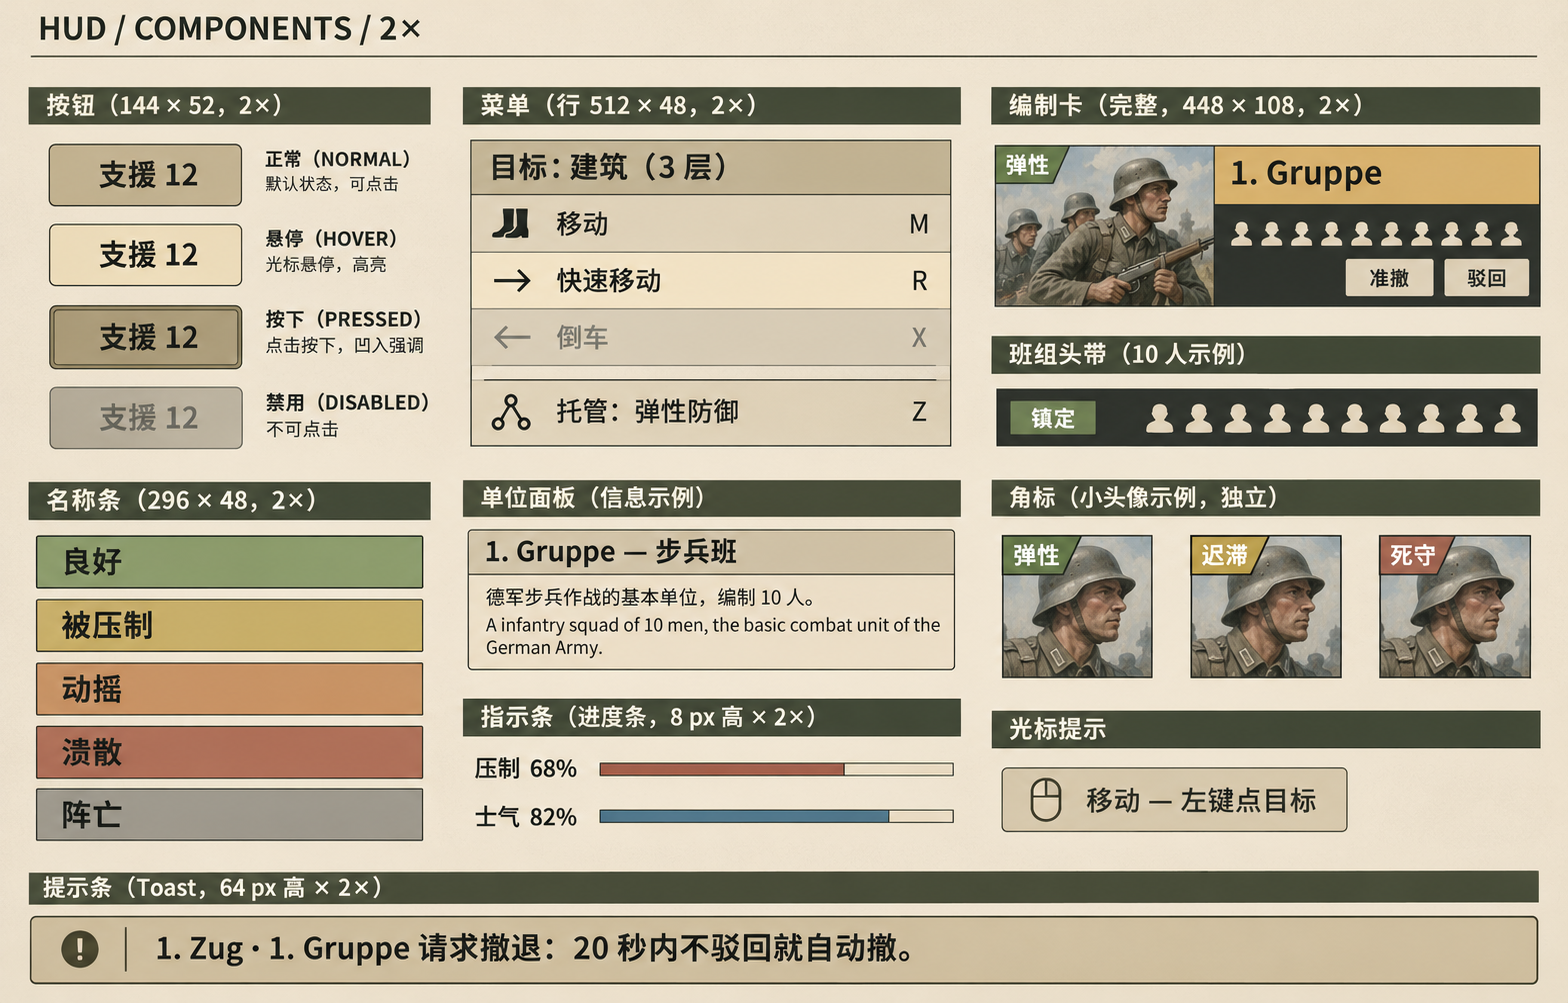 HUD / COMPONENTS / 2×
按钮（144 × 52，2×）
支援 12
正常（NORMAL）
默认状态，可点击
支援 12
悬停（HOVER）
光标悬停，高亮
支援 12
按下（PRESSED）
点击按下，凹入强调
支援 12
禁用（DISABLED）
不可点击
菜单（行 512 × 48，2×）
目标：建筑（3 层）
移动 M
快速移动 R
倒车 X
托管：弹性防御 Z
编制卡（完整，448 × 108，2×）
弹性
1. Gruppe
准撤
驳回
班组头带（10 人示例）
镇定
名称条（296 × 48，2×）
良好
被压制
动摇
溃散
阵亡
单位面板（信息示例）
1. Gruppe — 步兵班
德军步兵作战的基本单位，编制 10 人。
A infantry squad of 10 men, the basic combat unit of the
German Army.
指示条（进度条，8 px 高 × 2×）
压制 68%
士气 82%
角标（小头像示例，独立）
弹性
迟滞
死守
光标提示
移动 — 左键点目标
提示条（Toast，64 px 高 × 2×）
1. Zug · 1. Gruppe 请求撤退：20 秒内不驳回就自动撤。